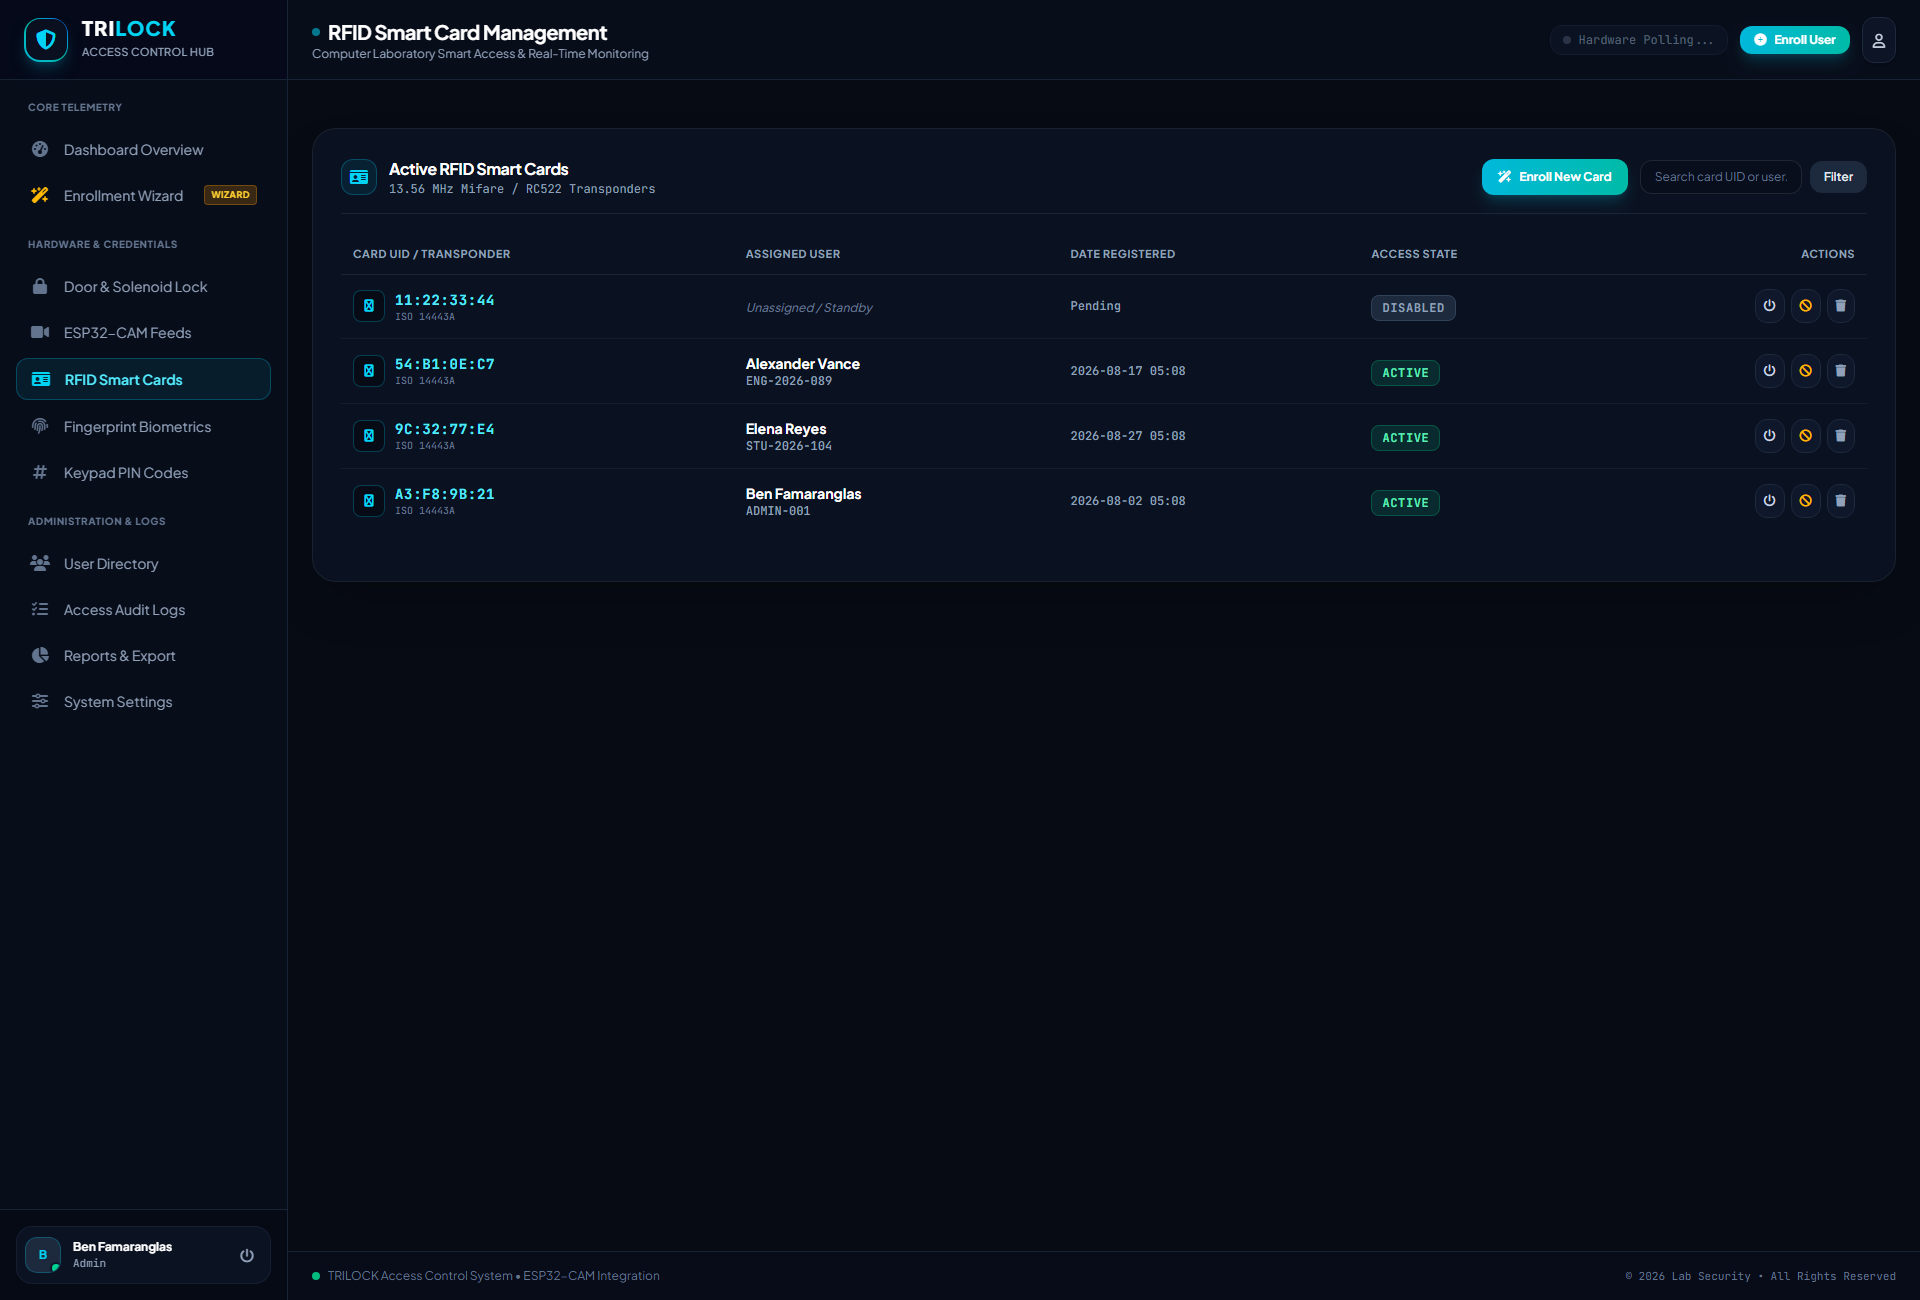 TRILOCK
ACCESS CONTROL HUB
CORE TELEMETRY
Dashboard Overview
Enrollment Wizard
WIZARD
HARDWARE & CREDENTIALS
Door & Solenoid Lock
ESP32-CAM Feeds
RFID Smart Cards
Fingerprint Biometrics
Keypad PIN Codes
ADMINISTRATION & LOGS
User Directory
Access Audit Logs
Reports & Export
System Settings
B
Ben Famaranglas
Admin
RFID Smart Card Management
Computer Laboratory Smart Access & Real-Time Monitoring
Hardware Polling...
Enroll User
Active RFID Smart Cards
13.56 MHz Mifare / RC522 Transponders
Enroll New Card
Search card UID or user.
Filter
CARD UID / TRANSPONDER ASSIGNED USER DATE REGISTERED ACCESS STATE ACTIONS
11:22:33:44
ISO 14443A
Unassigned / Standby
Pending
DISABLED
54:B1:0E:C7
ISO 14443A
Alexander Vance
ENG-2026-089
2026-08-17 05:08
ACTIVE
9C:32:77:E4
ISO 14443A
Elena Reyes
STU-2026-104
2026-08-27 05:08
ACTIVE
A3:F8:9B:21
ISO 14443A
Ben Famaranglas
ADMIN-001
2026-08-02 05:08
ACTIVE
TRILOCK Access Control System • ESP32-CAM Integration
© 2026 Lab Security • All Rights Reserved